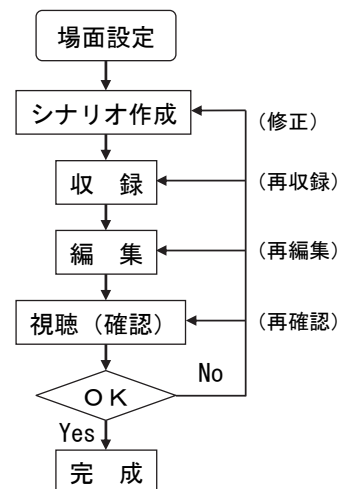 場面設定
シナリオ作成
（修正）
収　録
（再収録）
編　集
（再編集）
視聴（確認）
（再確認）
ＯＫ
No
Yes
完　成